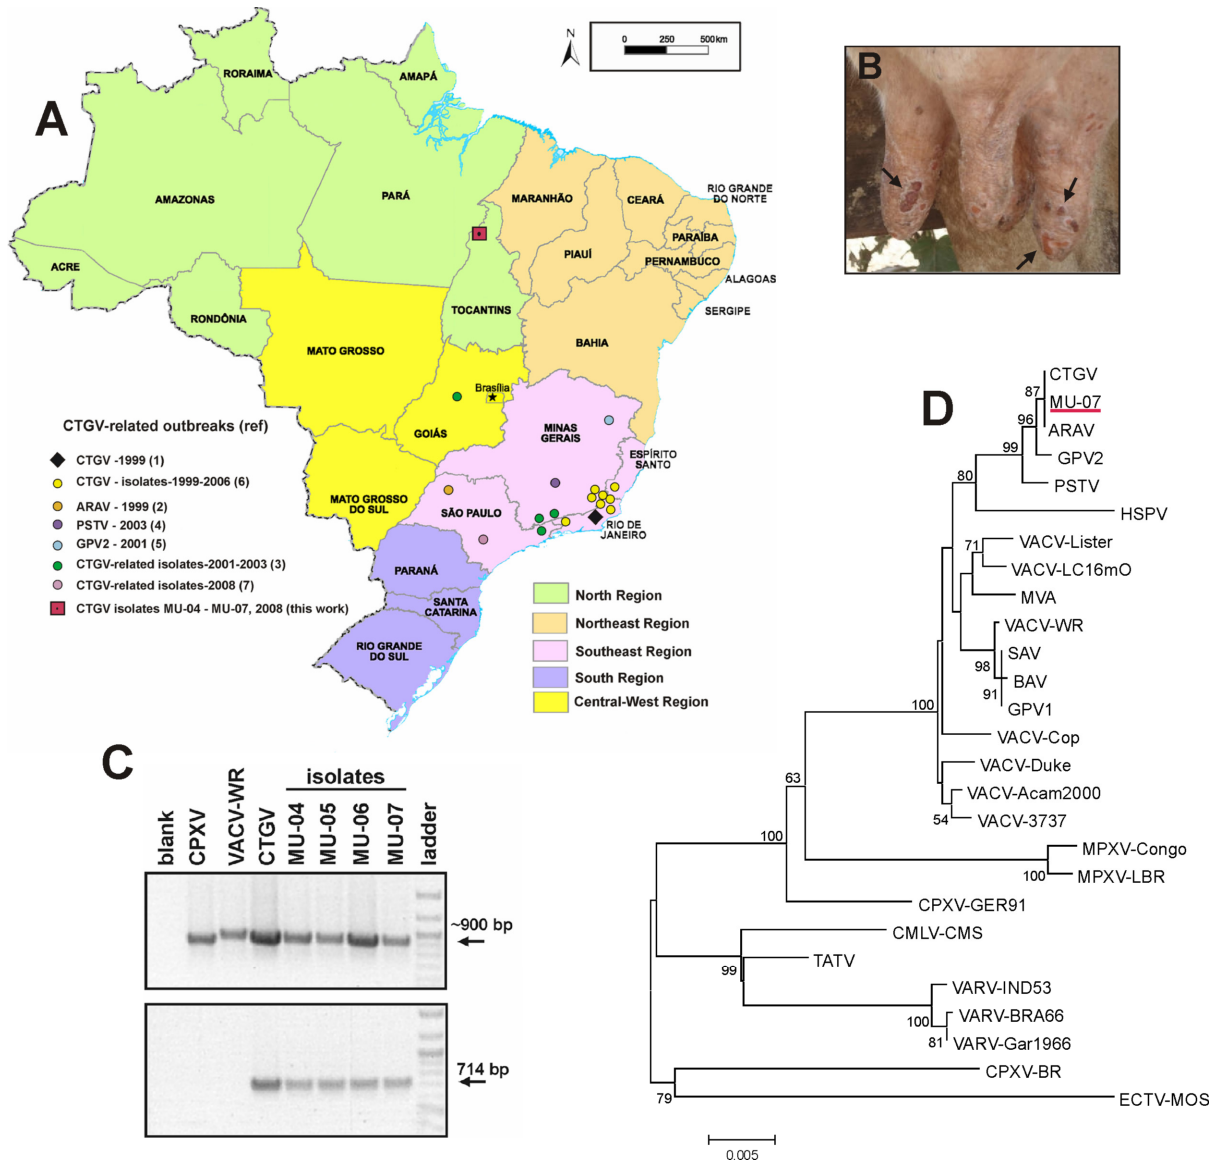 A
N
0 250 500km
RORAIMA
AMAPÁ
AMAZONAS
PARÁ
MARANHÃO
CEARÁ
RIO GRANDE
DO NORTE
PARAÍBA
PIAUÍ
PERNAMBUCO
ALAGOAS
SERGIPE
ACRE
RONDÔNIA
TOCANTINS
BAHIA
MATO GROSSO
Brasília
GOIÁS
MINAS
GERAIS
ESPÍRITO
SANTO
MATO GROSSO
DO SUL
SÃO PAULO
RIO DE
JANEIRO
PARANÁ
SANTA
CATARINA
RIO GRANDE
DO SUL
CTGV-related outbreaks (ref)
CTGV -1999 (1)
CTGV - isolates-1999-2006 (6)
ARAV - 1999 (2)
PSTV - 2003 (4)
GPV2 - 2001 (5)
CTGV-related isolates-2001-2003 (3)
CTGV-related isolates-2008 (7)
CTGV isolates MU-04 - MU-07, 2008 (this work)
North Region
Northeast Region
Southeast Region
South Region
Central-West Region
B
C
isolates
blank
CPXV
VACV-WR
CTGV
MU-04
MU-05
MU-06
MU-07
ladder
~900 bp
714 bp
D
CTGV
87
MU-07
96
ARAV
99
GPV2
80
PSTV
HSPV
71
VACV-Lister
VACV-LC16mO
MVA
VACV-WR
SAV
98
BAV
91
GPV1
100
VACV-Cop
VACV-Duke
63
VACV-Acam2000
54
VACV-3737
100
MPXV-Congo
100
MPXV-LBR
CPXV-GER91
CMLV-CMS
99
TATV
VARV-IND53
100
VARV-BRA66
81
VARV-Gar1966
CPXV-BR
79
ECTV-MOS
0.005